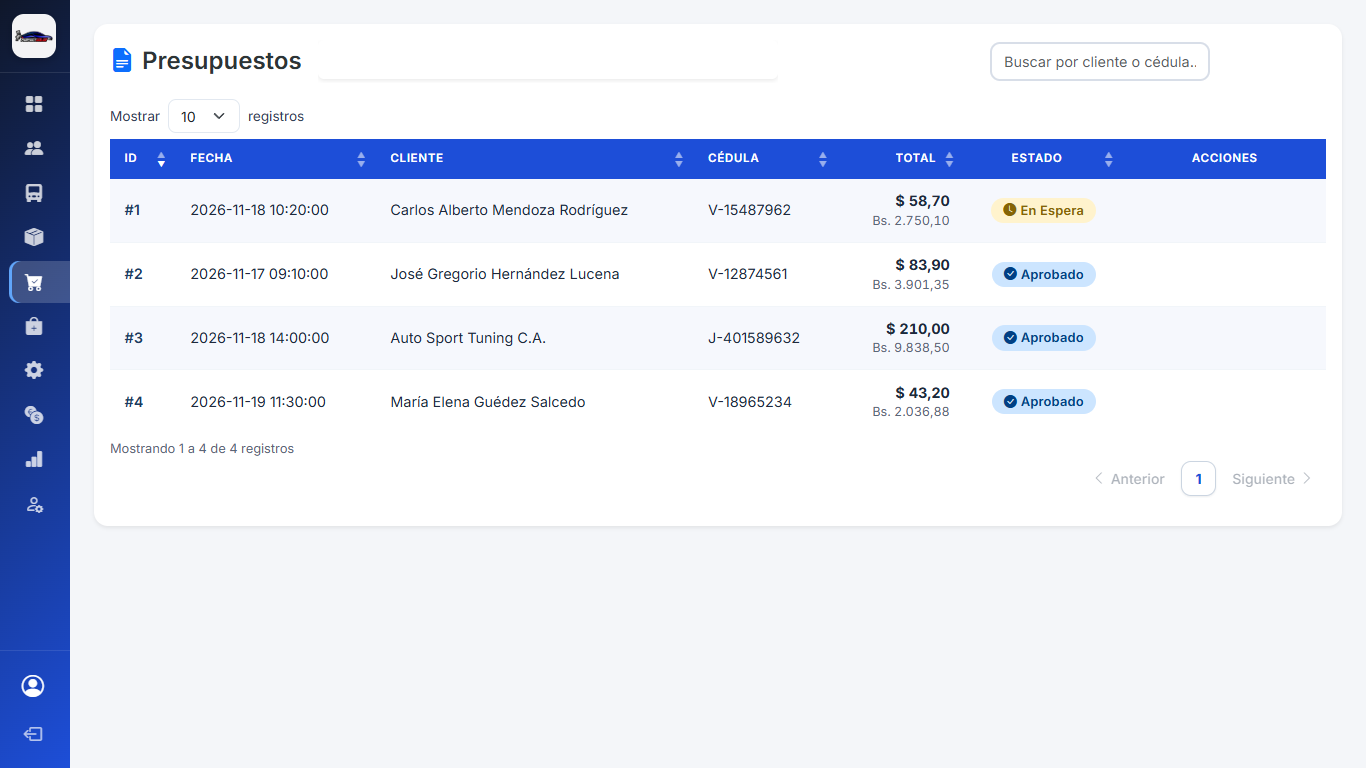 Presupuestos
Buscar por cliente o cédula..
Mostrar 10 registros
ID FECHA CLIENTE CÉDULA TOTAL ESTADO ACCIONES
#1 2026-11-18 10:20:00 Carlos Alberto Mendoza Rodríguez V-15487962 $ 58,70 En Espera
Bs. 2.750,10
#2 2026-11-17 09:10:00 José Gregorio Hernández Lucena V-12874561 $ 83,90 Aprobado
Bs. 3.901,35
#3 2026-11-18 14:00:00 Auto Sport Tuning C.A. J-401589632 $ 210,00 Aprobado
Bs. 9.838,50
#4 2026-11-19 11:30:00 María Elena Guédez Salcedo V-18965234 $ 43,20 Aprobado
Bs. 2.036,88
Mostrando 1 a 4 de 4 registros
Anterior 1 Siguiente